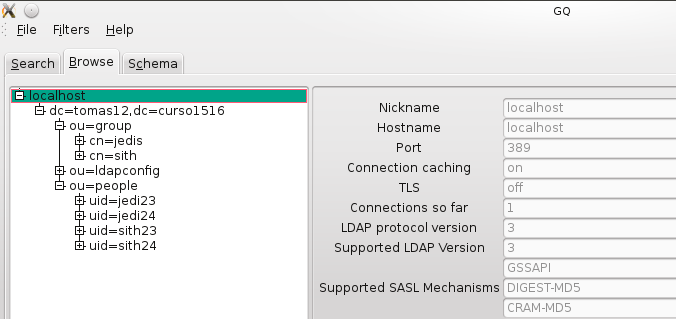 GQ
File Filters Help
Search Browse Schema
localhost
dc=tomas12,dc=curso1516
ou=group
cn=jedis
cn=sith
ou=ldapconfig
ou=people
uid=jedi23
uid=jedi24
uid=sith23
uid=sith24
Nickname localhost
Hostname localhost
Port 389
Connection caching on
TLS off
Connections so far 1
LDAP protocol version 3
Supported LDAP Version 3
GSSAPI
Supported SASL Mechanisms DIGEST-MD5
CRAM-MD5